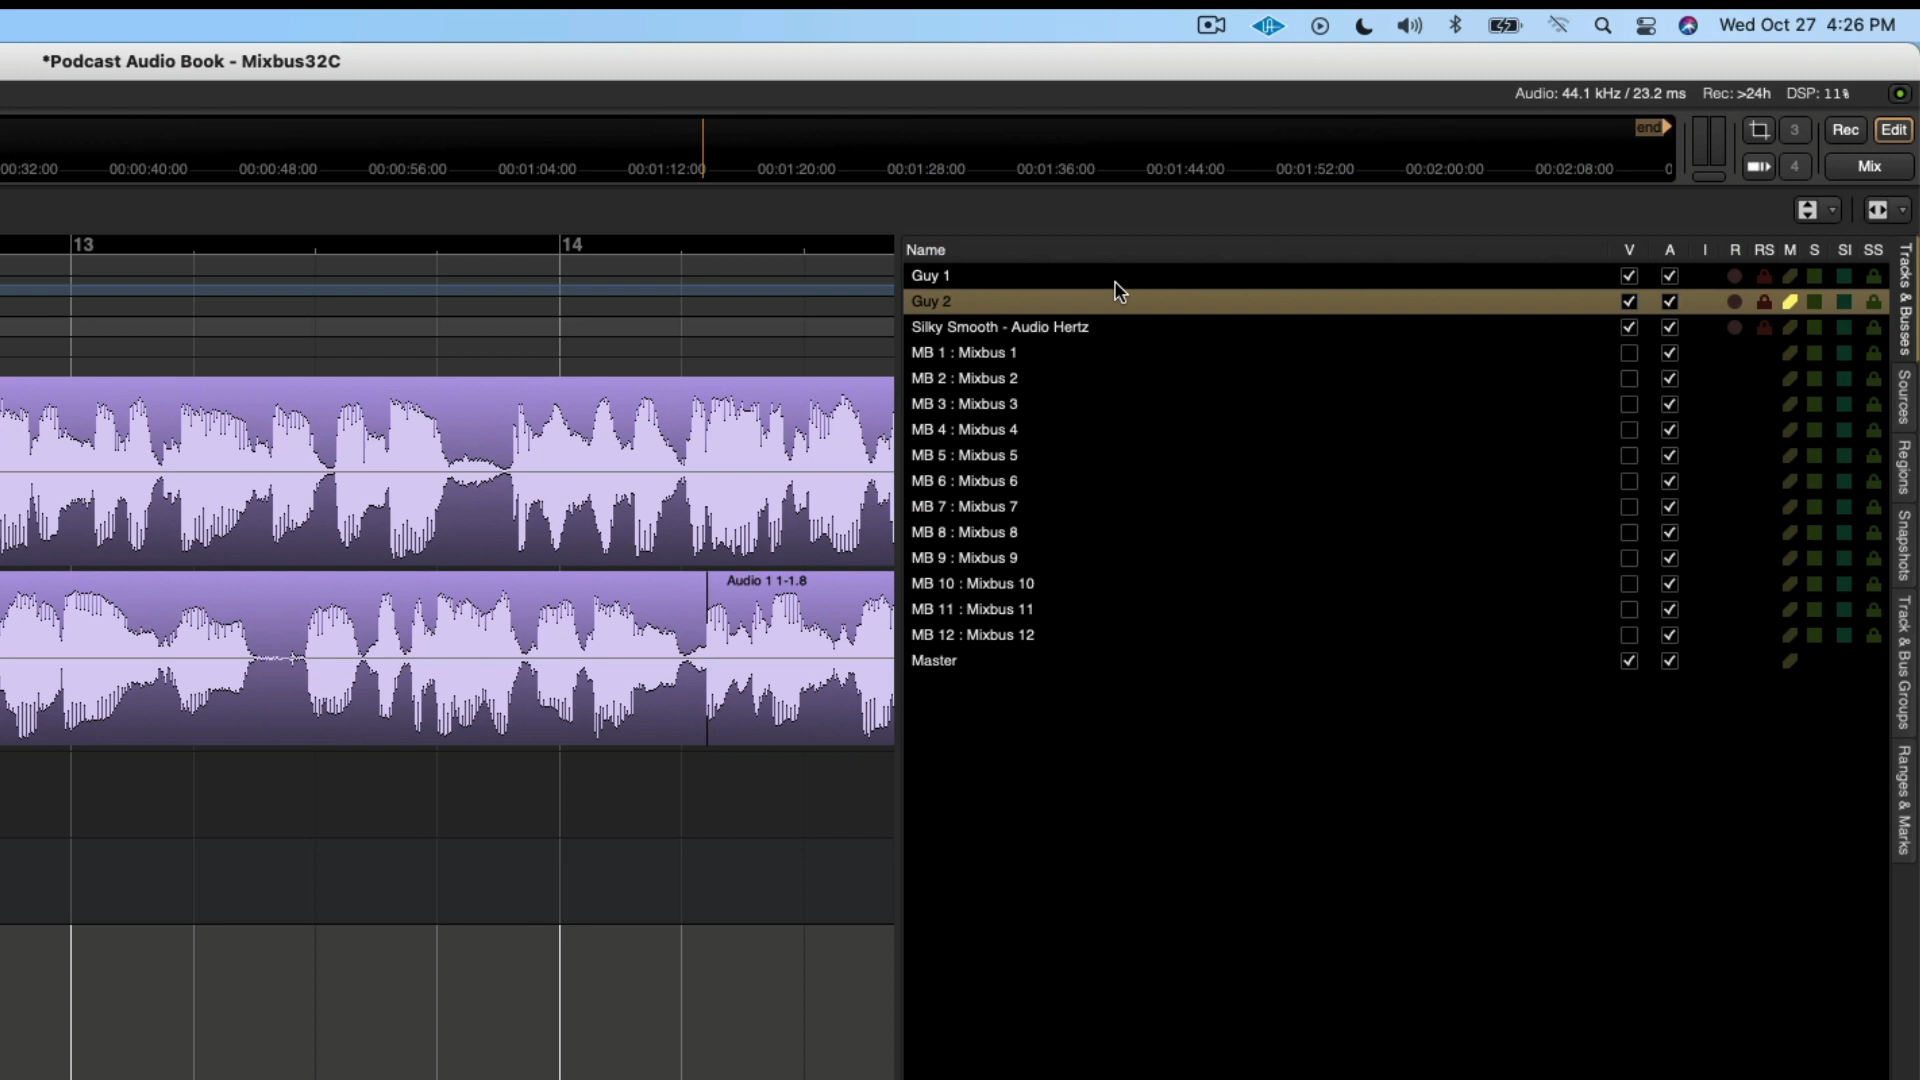 Wed Oct 27 4:26 PM
*Podcast Audio Book - Mixbus32C
Audio: 44.1 kHz / 23.2 ms Rec: >24h DSP: 11%
end
3 Rec Edit
00:32:00 00:00:40:00 00:00:48:00 00:00:56:00 00:01:04:00 00:01:12:00 00:01:20:00 00:01:28:00 00:01:36:00 00:01:44:00 00:01:52:00 00:02:00:00 00:02:08:00 0
4 Mix
13 14
Name V A I R RS M S SI SS
Guy 1
Guy 2
Silky Smooth - Audio Hertz
MB 1 : Mixbus 1
MB 2 : Mixbus 2
MB 3 : Mixbus 3
MB 4 : Mixbus 4
MB 5 : Mixbus 5
MB 6 : Mixbus 6
MB 7 : Mixbus 7
MB 8 : Mixbus 8
MB 9 : Mixbus 9
MB 10 : Mixbus 10
MB 11 : Mixbus 11
MB 12 : Mixbus 12
Master
Audio 1 1-1.8
Tracks & Busses
Sources
Regions
Snapshots
Track & Bus Groups
Ranges & Marks